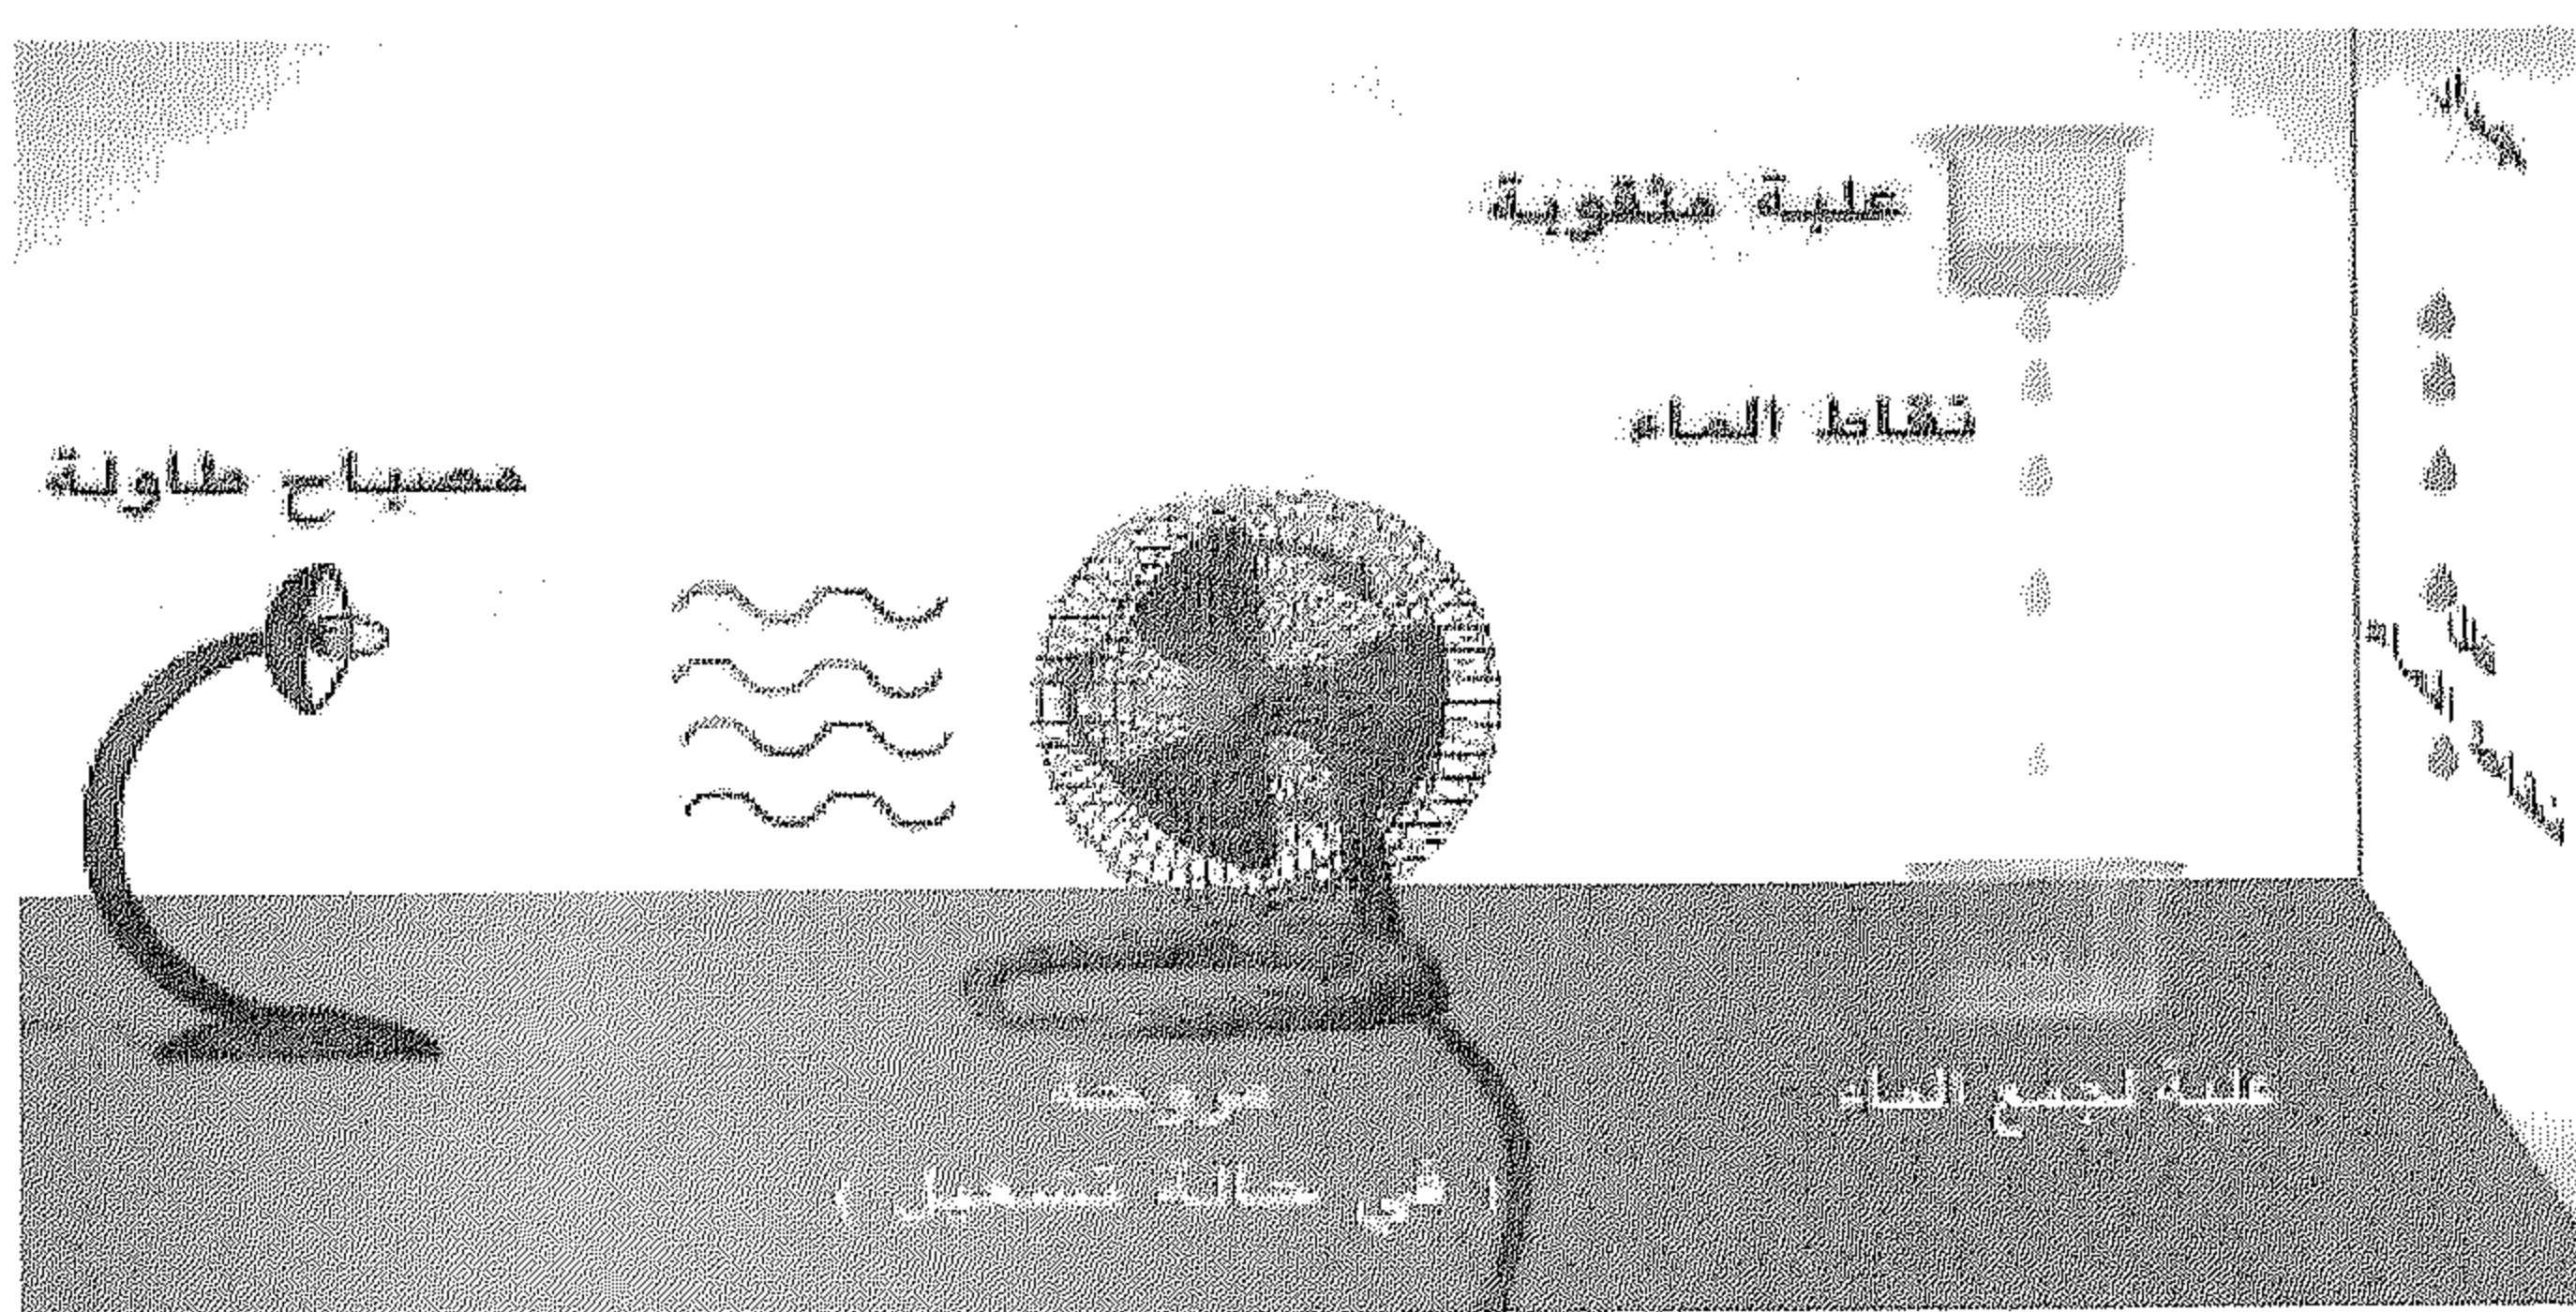 علبة مثقوبة
نقاط الماء
مصباح طاولة
علبة لجمع الماء
مروحة
( في حالة تشغيل )